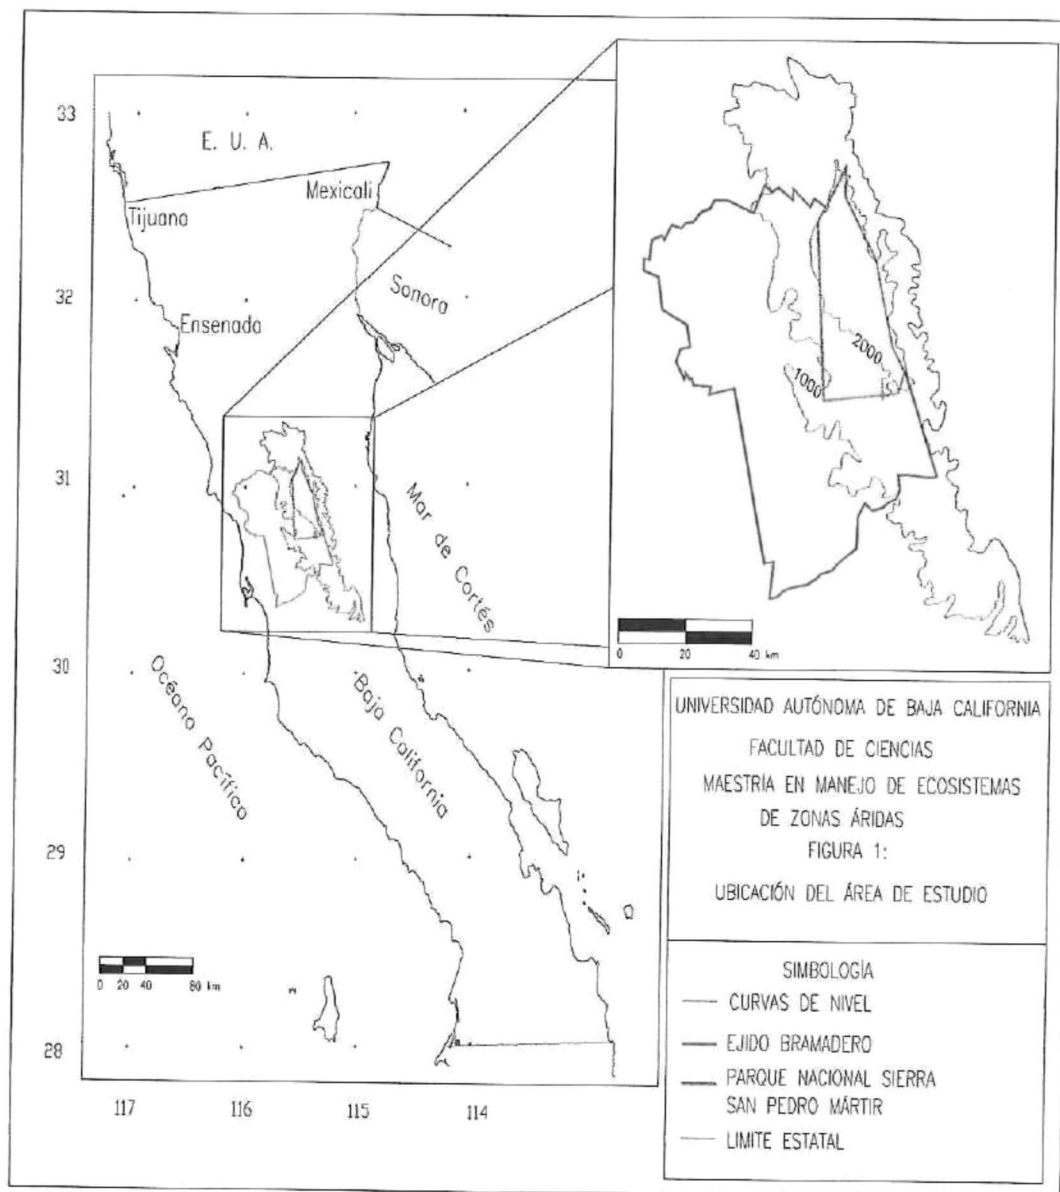 33
E. U. A.
Mexicali
Tijuana
32
Sonora
Ensenada
31
Mar de Cortés
30
Océano Pacífico
Baja California
29
0 20 40 80 km
28
117 116 115 114
2000
1000
0 20 40 km
UNIVERSIDAD AUTÓNOMA DE BAJA CALIFORNIA
FACULTAD DE CIENCIAS
MAESTRÍA EN MANEJO DE ECOSISTEMAS
DE ZONAS ÁRIDAS
FIGURA 1:
UBICACIÓN DEL ÁREA DE ESTUDIO
SIMBOLOGÍA
CURVAS DE NIVEL
EJIDO BRAMADERO
PARQUE NACIONAL SIERRA
SAN PEDRO MÁRTIR
LIMITE ESTATAL